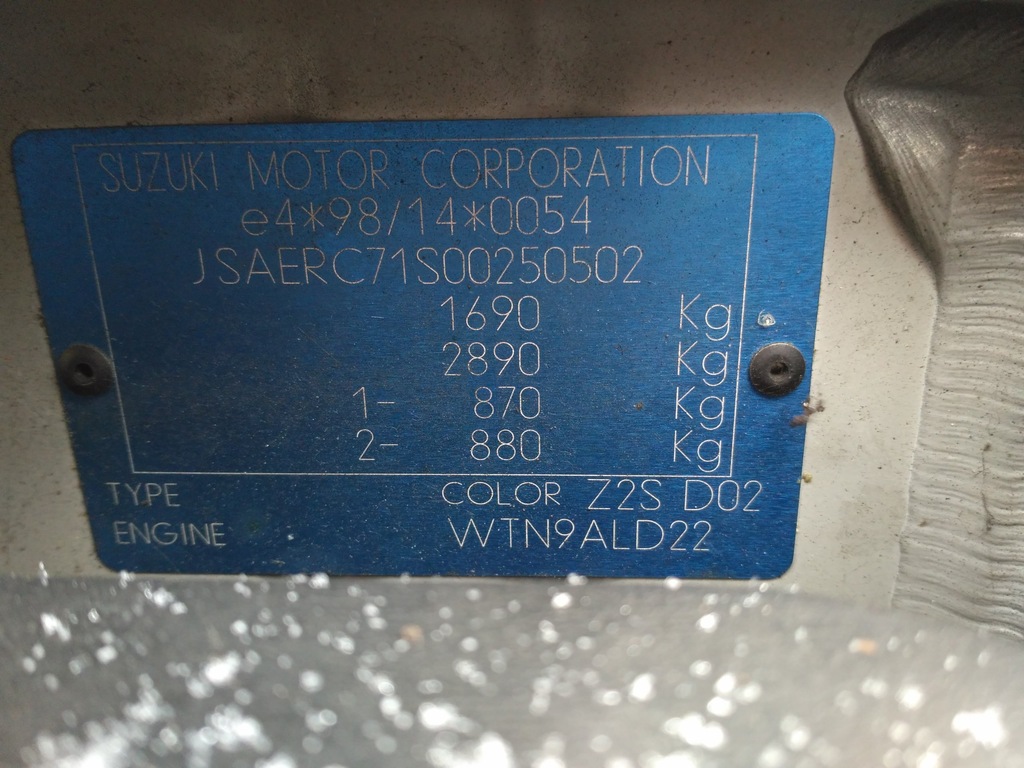 SUZUKI MOTOR CORPORATION
e4*98/14*0054
JSAERC71S00250502
1690 Kg
2890 Kg
1- 870 Kg
2- 880 Kg
TYPE COLOR Z2S D02
ENGINE WTN9ALD22